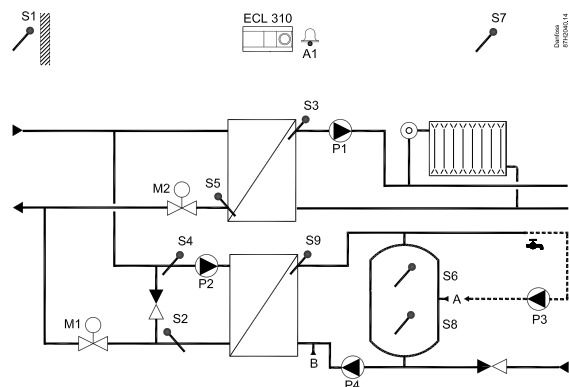 S1
ECL 310
A1
S7
Danfoss
87H2040.14
S3
P1
M2
S5
S4
P2
S9
S6
A
S8
P3
M1
S2
B
P4